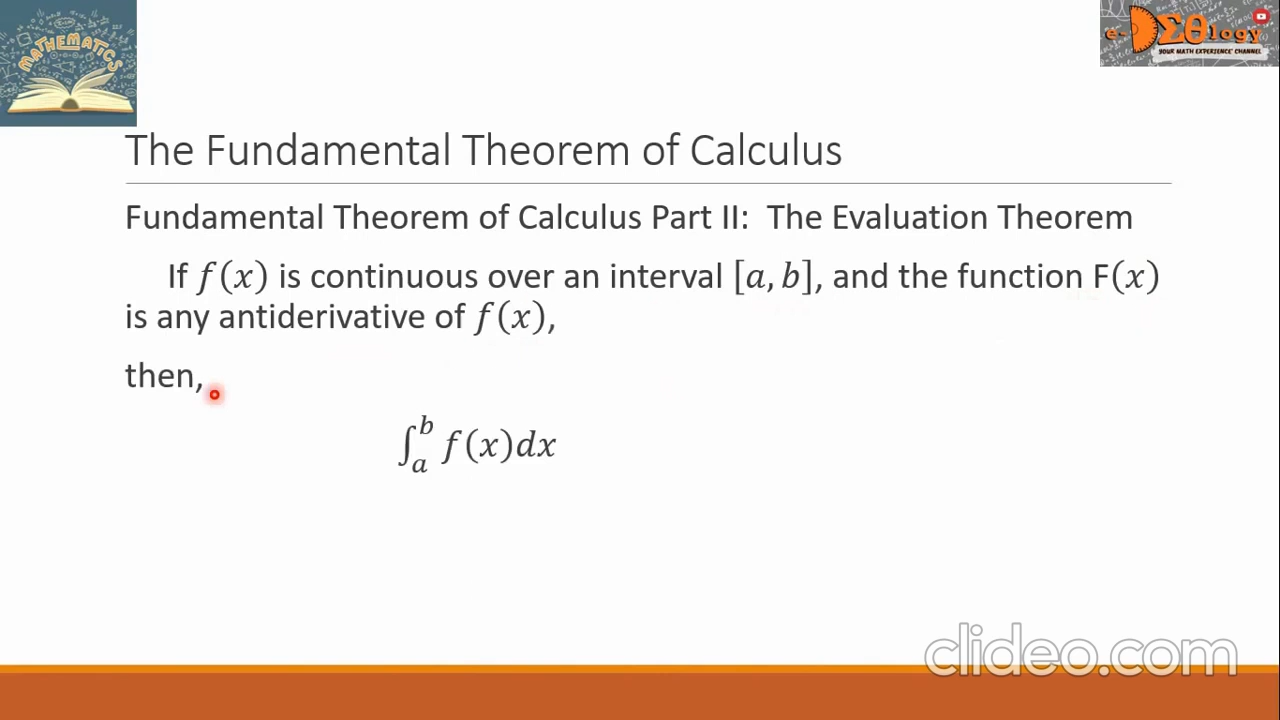 MATHEMATICS
e-DΣθlogy
YOUR MATH EXPERIENCE CHANNEL
The Fundamental Theorem of Calculus
Fundamental Theorem of Calculus Part II: The Evaluation Theorem
If f(x) is continuous over an interval [a, b], and the function F(x)
is any antiderivative of f(x),
then,
∫ₐᵇ f(x)dx
clideo.com